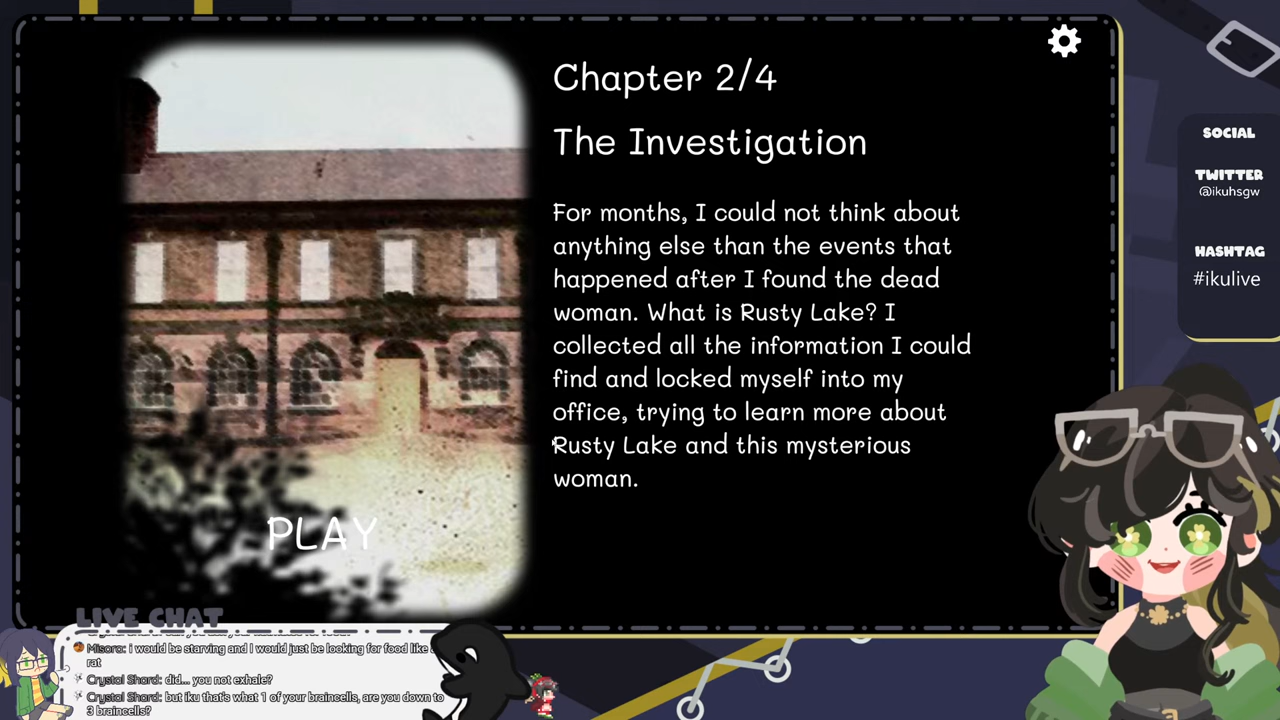 Chapter 2/4
The Investigation
For months, I could not think about
anything else than the events that
happened after I found the dead
woman. What is Rusty Lake? I
collected all the information I could
find and locked myself into my
office, trying to learn more about
Rusty Lake and this mysterious
woman.
PLAY
SOCIAL
TWITTER
@ikuhsgw
HASHTAG
#ikulive
LIVE CHAT
Misora: i would be starving and I would just be looking for food like
rat
Crystal Shard: did... you not exhale?
Crystal Shard: but iku that's what 1 of your braincells, are you down to
3 braincells?